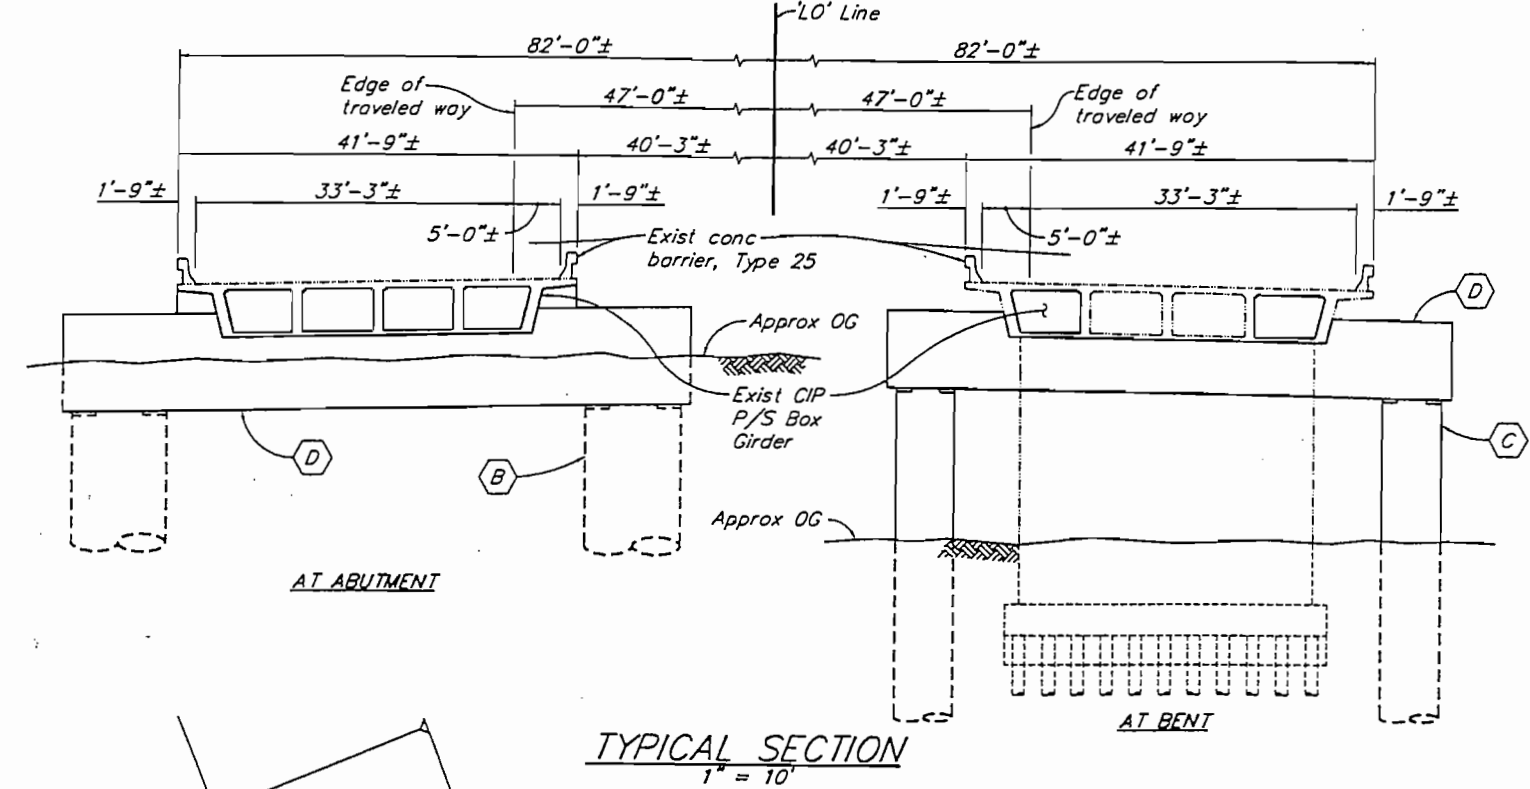 'LO' Line
82'-0"±
82'-0"±
Edge of
traveled way
47'-0"±
47'-0"±
Edge of
traveled way
41'-9"±
40'-3"±
40'-3"±
41'-9"±
1'-9"±
33'-3"±
1'-9"±
1'-9"±
33'-3"±
1'-9"±
5'-0"±
Exist conc
barrier, Type 25
5'-0"±
D
Approx OG
Exist CIP
P/S Box
Girder
D
B
C
Approx OG
AT ABUTMENT
AT BENT
TYPICAL SECTION
1" = 10'